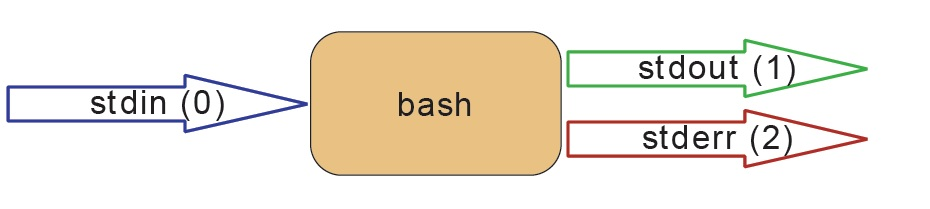 stdin (0)
bash
stdout (1)
stderr (2)